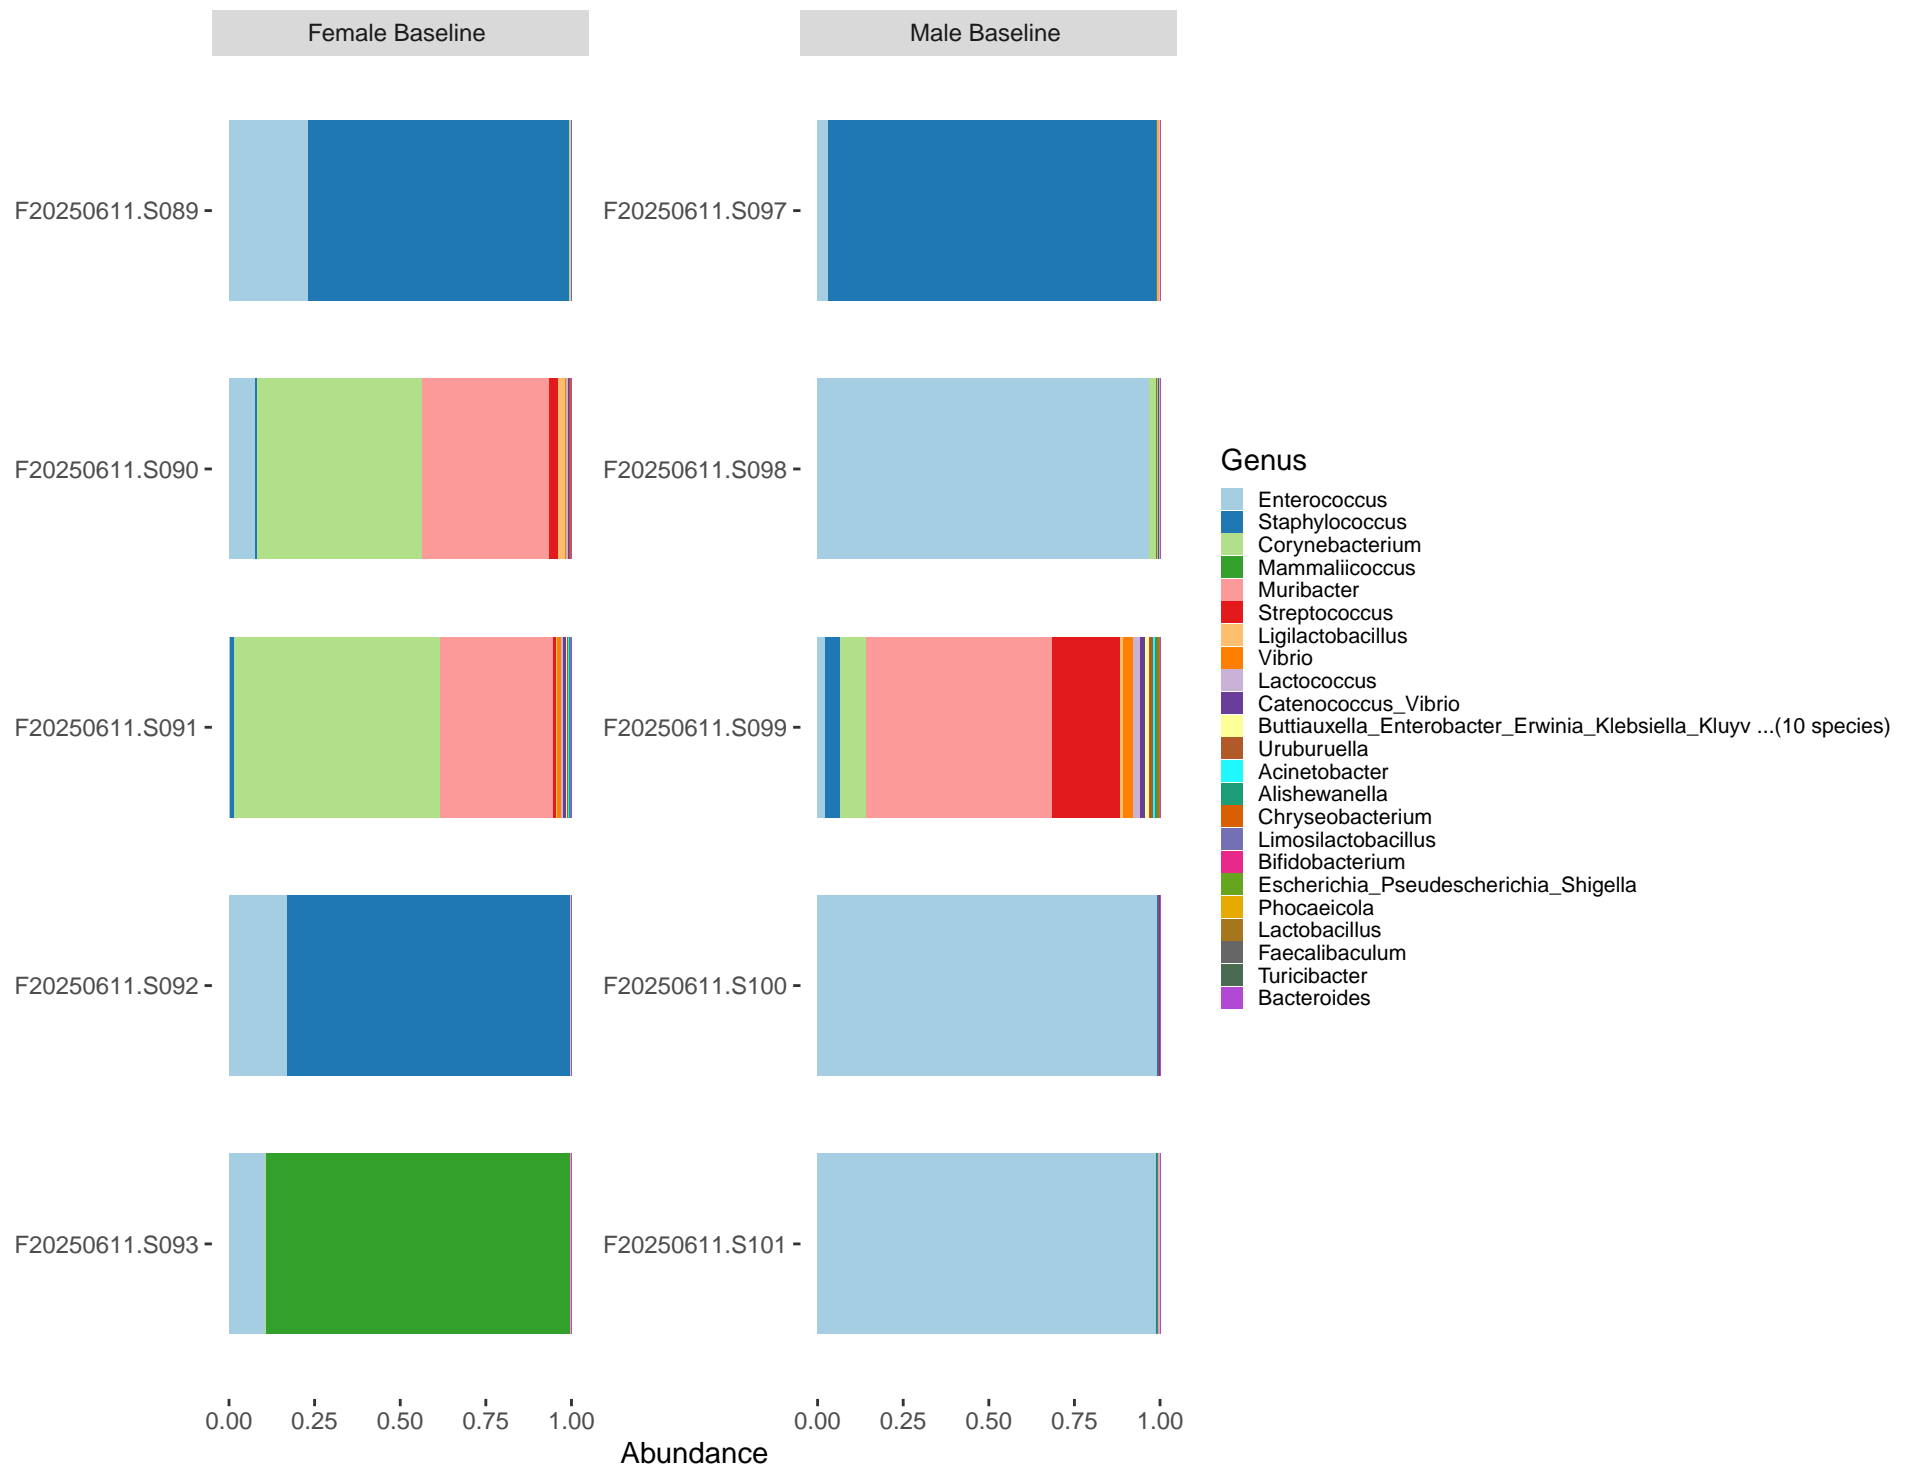 Female Baseline
Male Baseline
F20250611.S089
F20250611.S097
F20250611.S090
F20250611.S098
F20250611.S091
F20250611.S099
F20250611.S092
F20250611.S100
F20250611.S093
F20250611.S101
0.00 0.25 0.50 0.75 1.00
0.00 0.25 0.50 0.75 1.00
Abundance
Genus
Enterococcus
Staphylococcus
Corynebacterium
Mammaliicoccus
Muribacter
Streptococcus
Ligilactobacillus
Vibrio
Lactococcus
Catenococcus_Vibrio
Buttiauxella_Enterobacter_Erwinia_Klebsiella_Kluyv ...(10 species)
Uruburuella
Acinetobacter
Alishewanella
Chryseobacterium
Limosilactobacillus
Bifidobacterium
Escherichia_Pseudescherichia_Shigella
Phocaeicola
Lactobacillus
Faecalibaculum
Turicibacter
Bacteroides